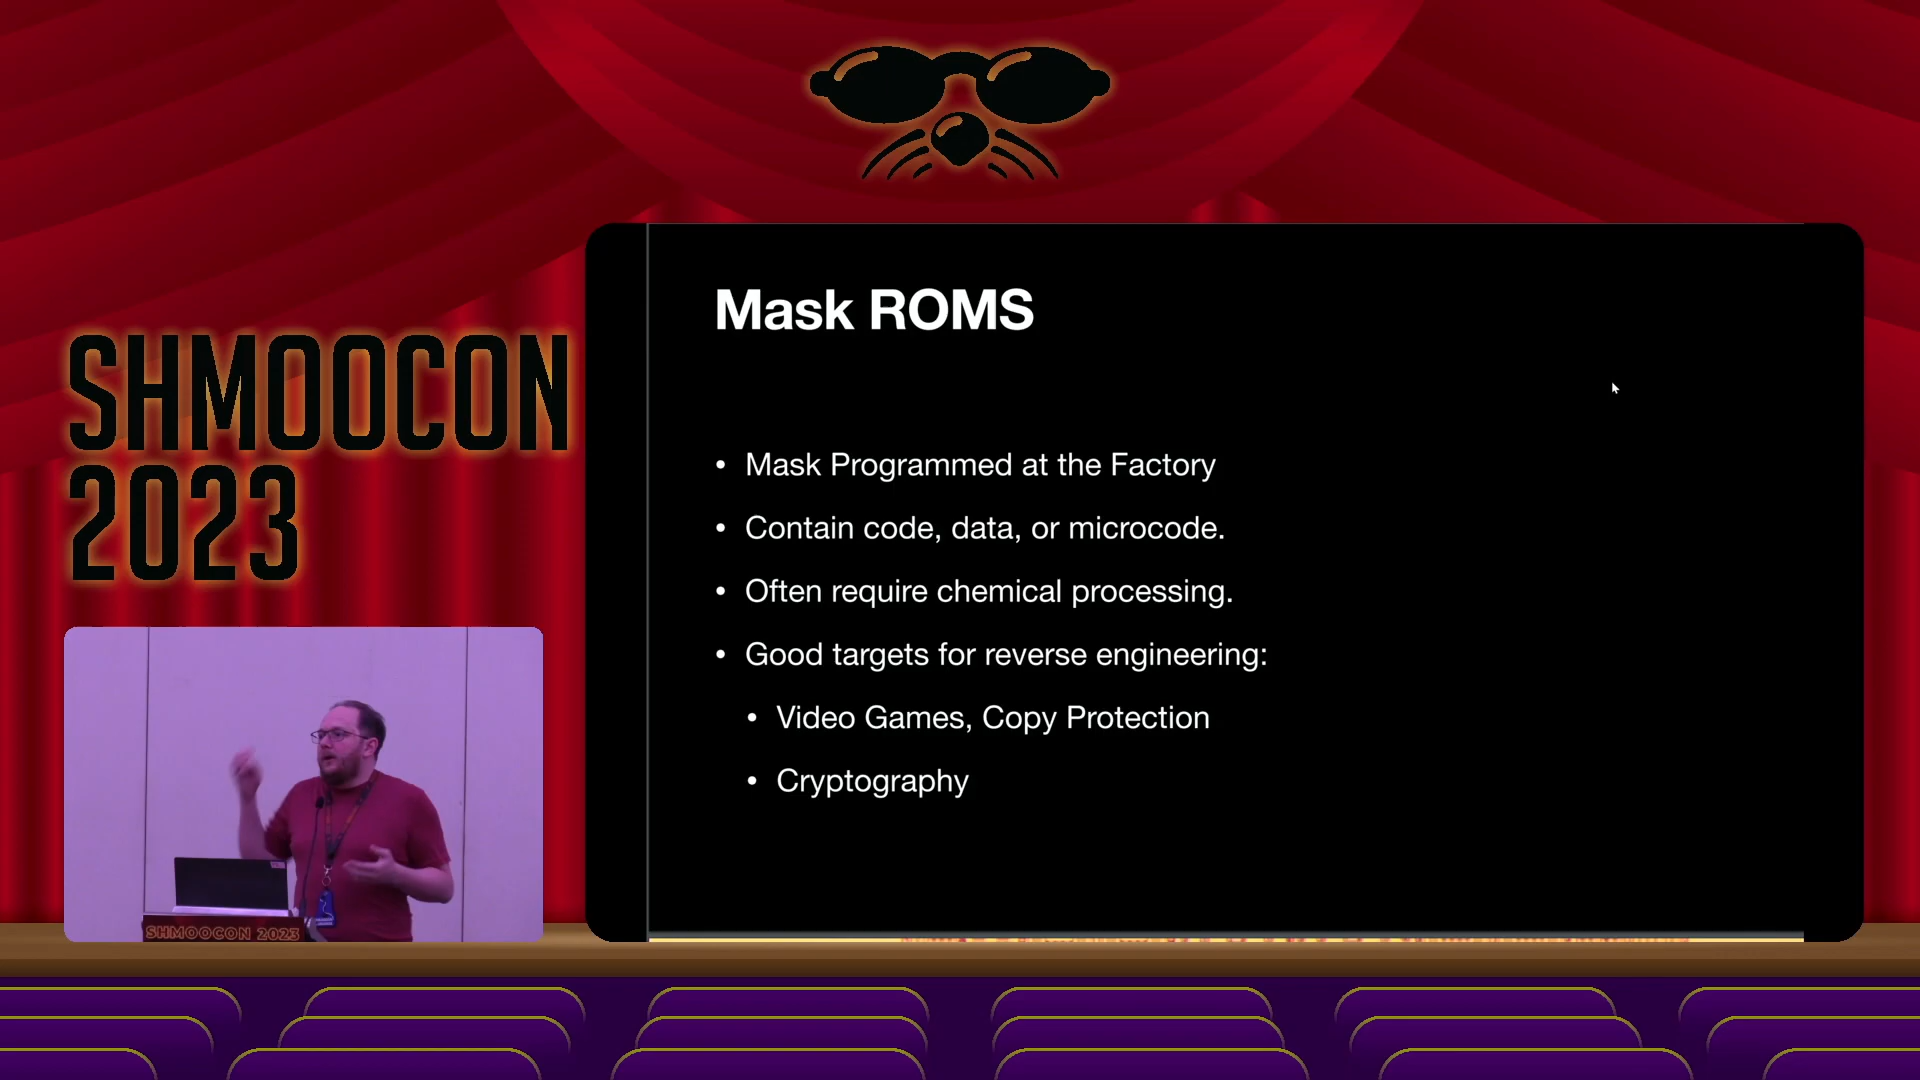 SHMOOCON
2023
Mask ROMS
• Mask Programmed at the Factory
• Contain code, data, or microcode.
• Often require chemical processing.
• Good targets for reverse engineering:
• Video Games, Copy Protection
• Cryptography
SHMOOCON 2023